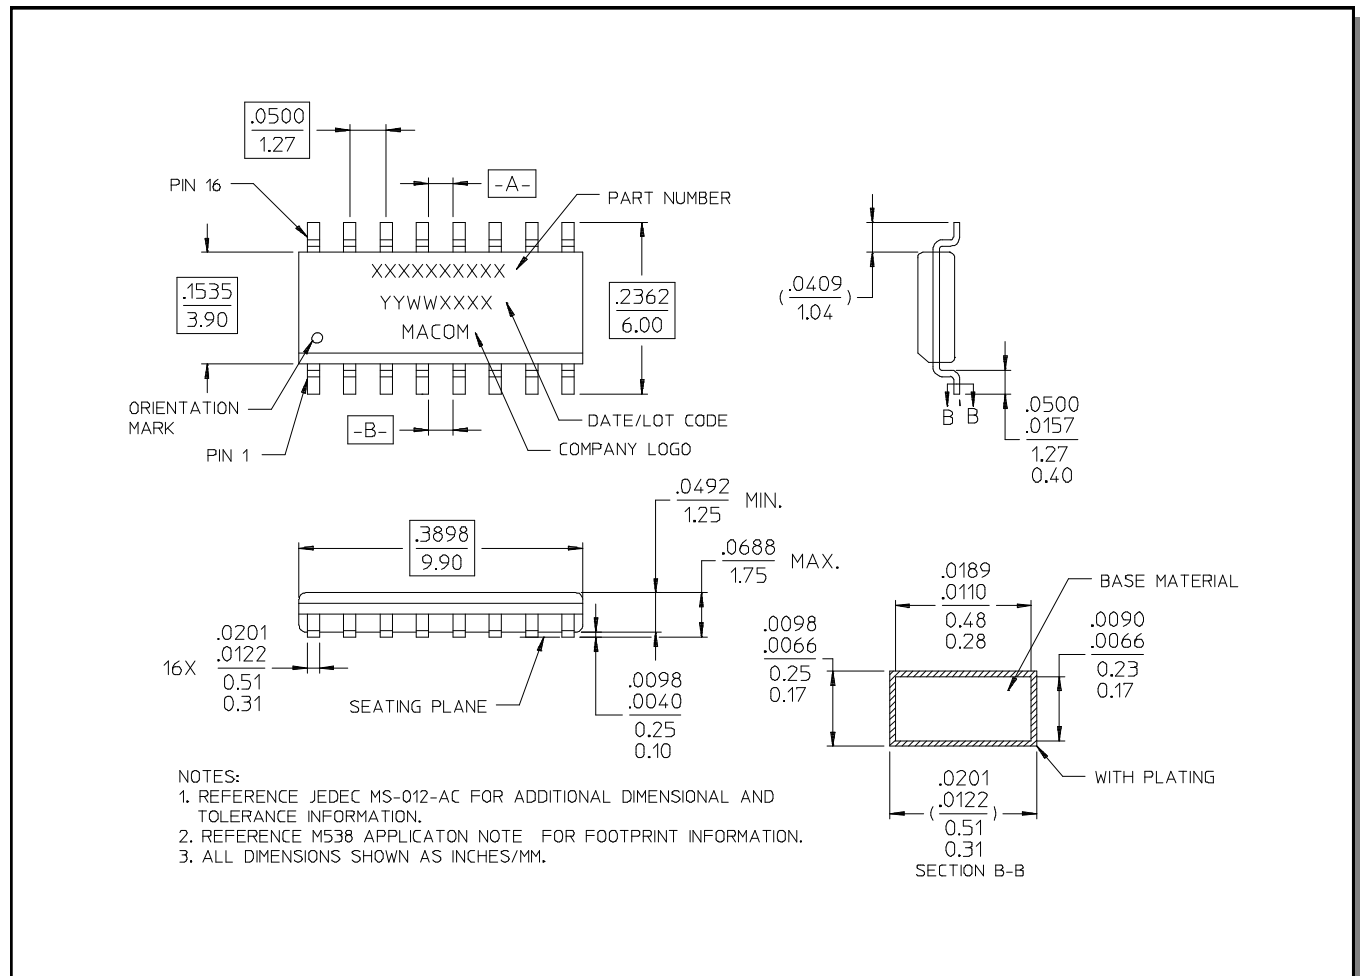 .0500
1.27
PIN 16
-A-
PART NUMBER
XXXXXXXXXX
YYWWXXXX
MACOM
.1535
3.90
.2362
6.00
ORIENTATION
MARK
PIN 1
-B-
DATE/LOT CODE
COMPANY LOGO
(.0409)
1.04
B B
.0500
.0157
1.27
0.40
.0492 MIN.
1.25
.3898
9.90
.0688 MAX.
1.75
16X
.0201
.0122
0.51
0.31
SEATING PLANE
.0098
.0040
0.25
0.10
.0189
.0110
0.48
0.28
BASE MATERIAL
.0098
.0066
0.25
0.17
.0090
.0066
0.23
0.17
WITH PLATING
.0201
(.0122)
0.51
0.31
SECTION B-B
NOTES:
1. REFERENCE JEDEC MS-012-AC FOR ADDITIONAL DIMENSIONAL AND
TOLERANCE INFORMATION.
2. REFERENCE M538 APPLICATON NOTE FOR FOOTPRINT INFORMATION.
3. ALL DIMENSIONS SHOWN AS INCHES/MM.